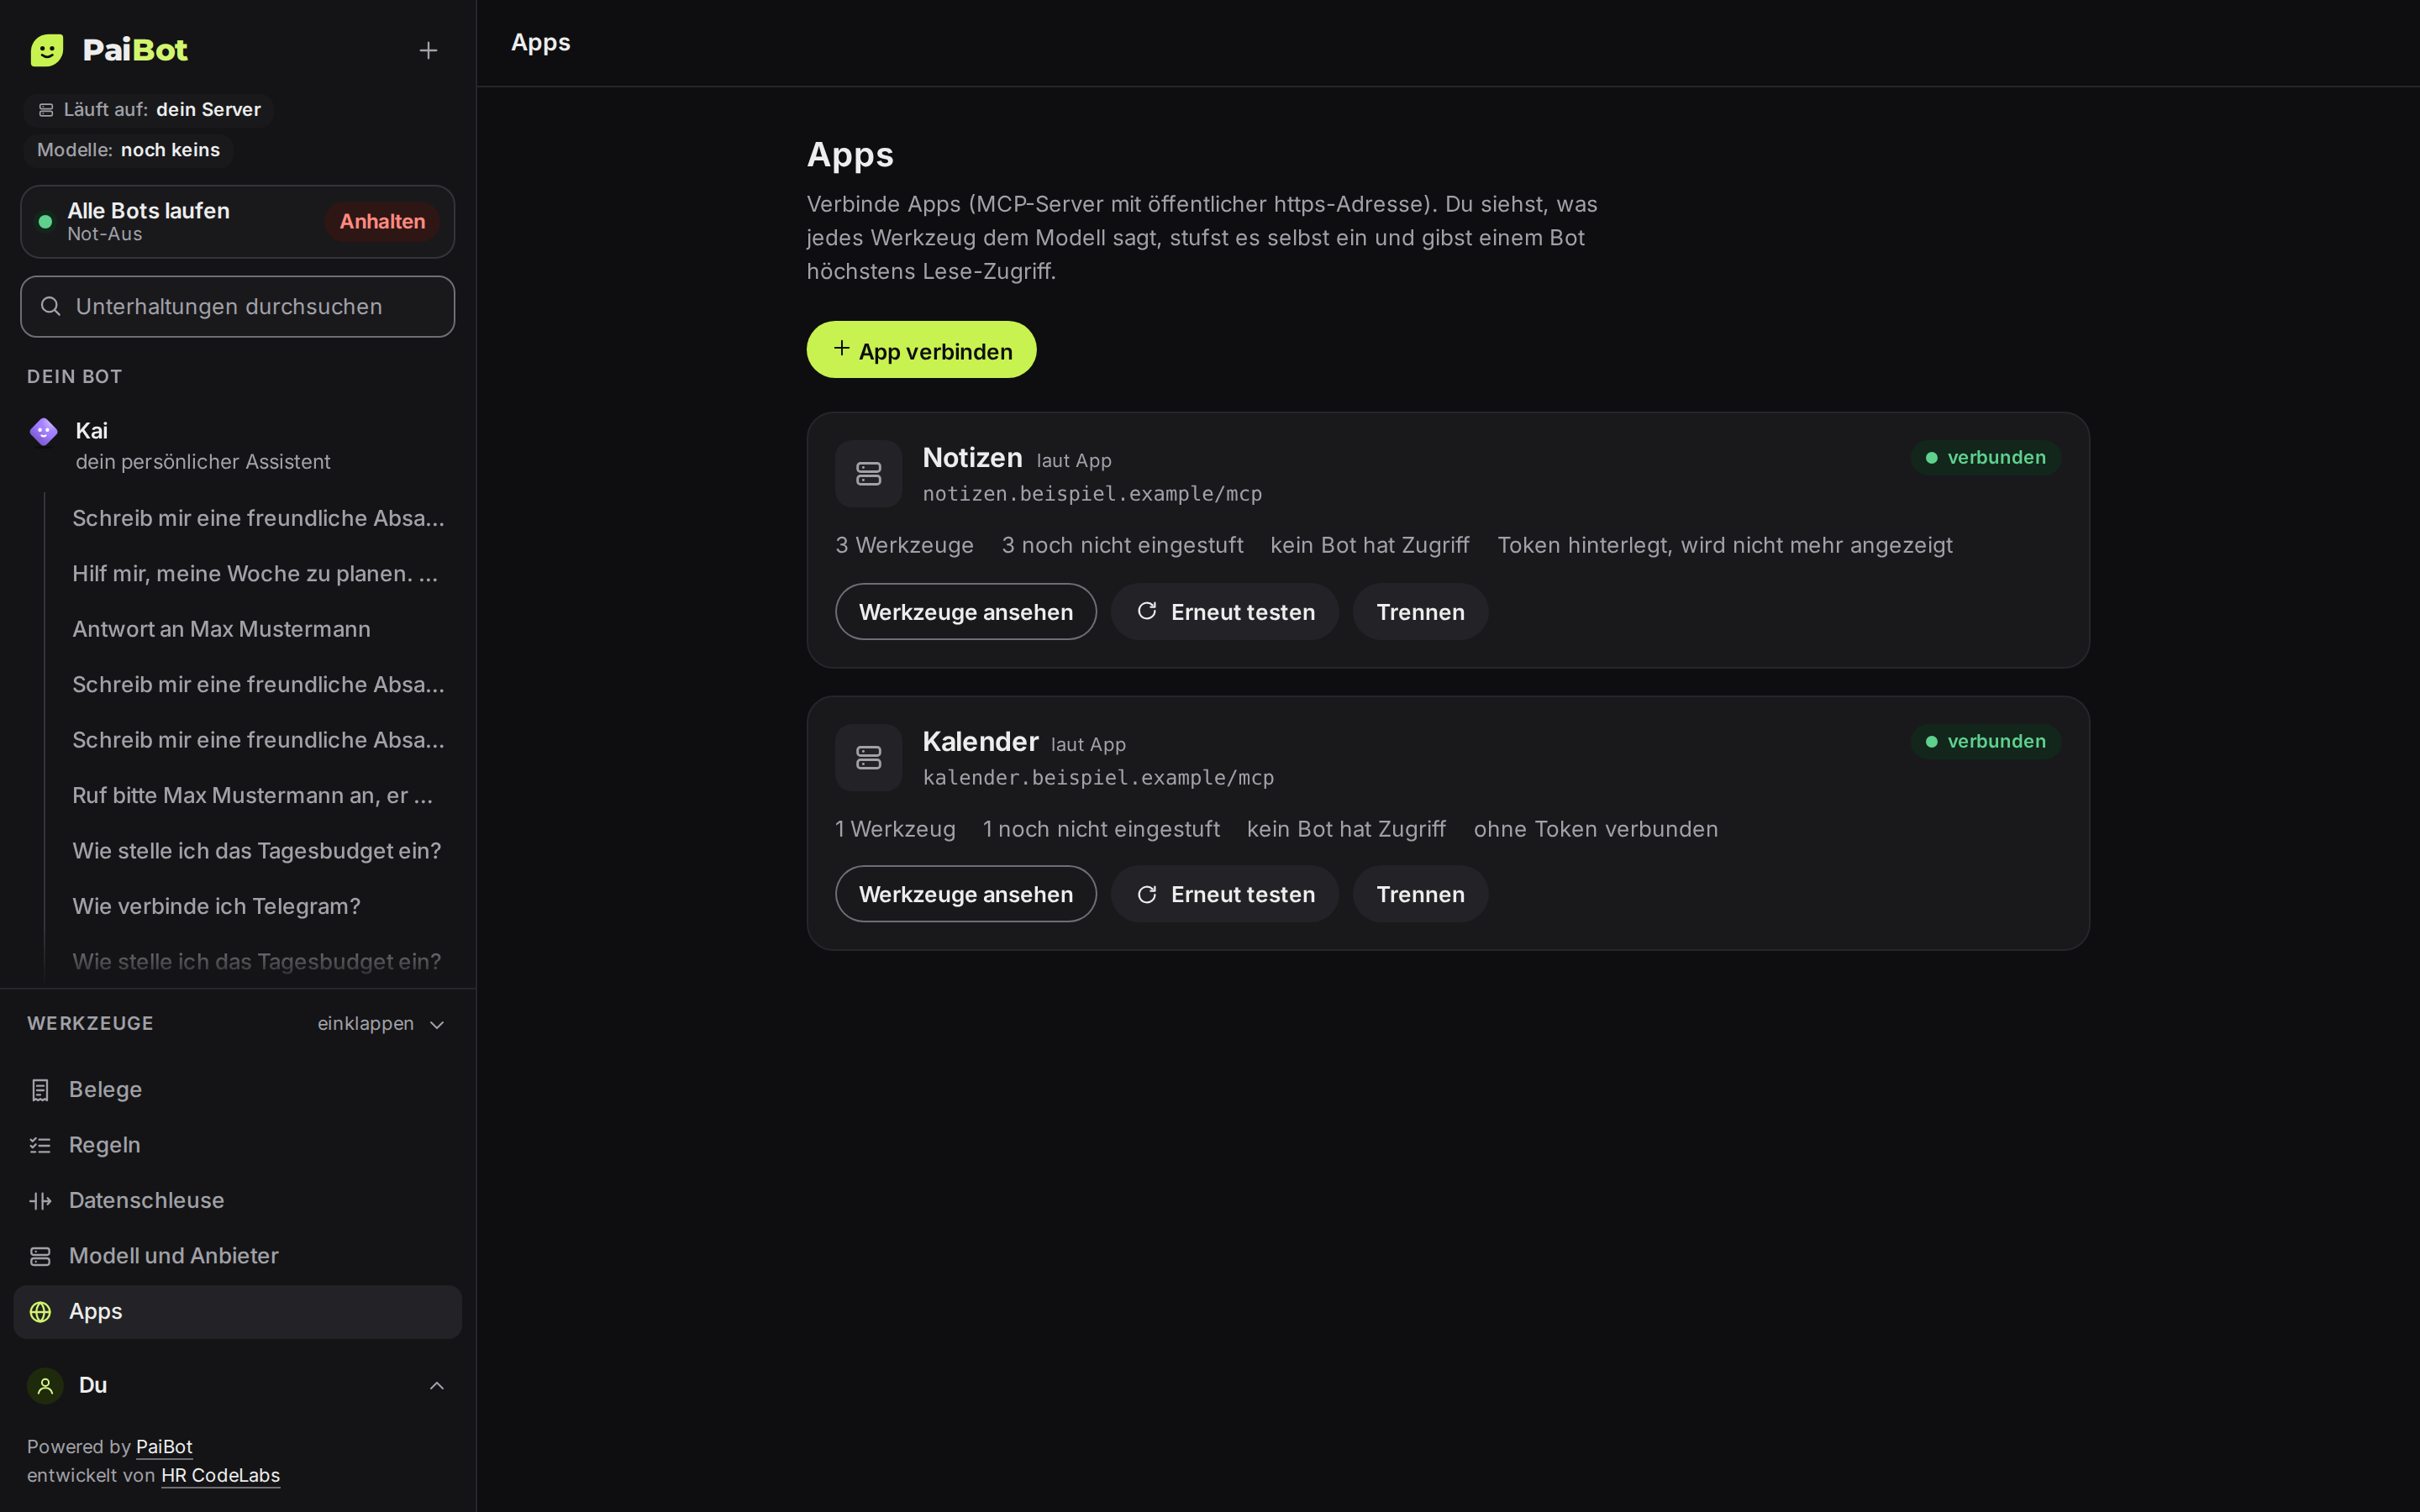 PaiBot
Läuft auf: dein Server
Modelle: noch keins
Alle Bots laufen
Not-Aus
Anhalten
Unterhaltungen durchsuchen
DEIN BOT
Kai
dein persönlicher Assistent
Schreib mir eine freundliche Absa...
Hilf mir, meine Woche zu planen. ...
Antwort an Max Mustermann
Schreib mir eine freundliche Absa...
Schreib mir eine freundliche Absa...
Ruf bitte Max Mustermann an, er ...
Wie stelle ich das Tagesbudget ein?
Wie verbinde ich Telegram?
Wie stelle ich das Tagesbudget ein?
WERKZEUGE einklappen
Belege
Regeln
Datenschleuse
Modell und Anbieter
Apps
Du
Powered by PaiBot
entwickelt von HR CodeLabs
Apps
Apps
Verbinde Apps (MCP-Server mit öffentlicher https-Adresse). Du siehst, was
jedes Werkzeug dem Modell sagt, stufst es selbst ein und gibst einem Bot
höchstens Lese-Zugriff.
App verbinden
Notizen laut App verbunden
notizen.beispiel.example/mcp
3 Werkzeuge 3 noch nicht eingestuft kein Bot hat Zugriff Token hinterlegt, wird nicht mehr angezeigt
Werkzeuge ansehen Erneut testen Trennen
Kalender laut App verbunden
kalender.beispiel.example/mcp
1 Werkzeug 1 noch nicht eingestuft kein Bot hat Zugriff ohne Token verbunden
Werkzeuge ansehen Erneut testen Trennen